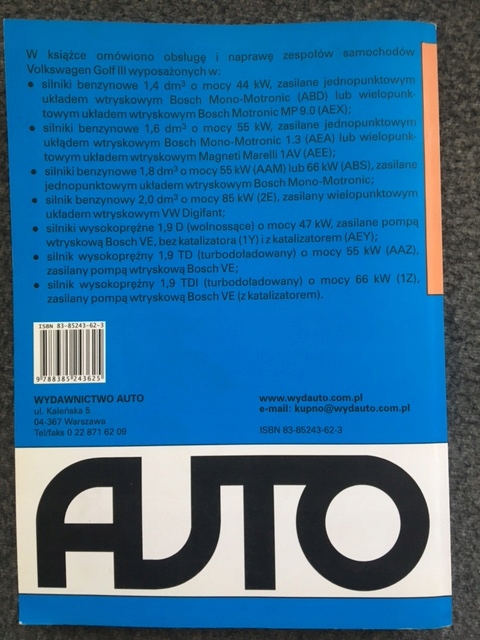 W książce omówiono obsługę i naprawę zespołów samochodów
Volkswagen Golf III wyposażonych w:
● silniki benzynowe 1,4 dm³ o mocy 44 kW, zasilane jednopunktowym
układem wtryskowym Bosch Mono-Motronic (ABD) lub wielopunk-
towym układem wtryskowym Bosch Motronic MP 9.0 (AEX);
● silniki benzynowe 1,6 dm³ o mocy 55 kW, zasilane jednopunktowym
układem wtryskowym Bosch Mono-Motronic 1.3 (AEA) lub wielopunk-
towym układem wtryskowym Magneti Marelli 1AV (AEE);
● silniki benzynowe 1,8 dm³ o mocy 55 kW (AAM) lub 66 kW (ABS), zasilane
jednopunktowym układem wtryskowym Bosch Mono-Motronic;
● silnik benzynowy 2,0 dm³ o mocy 85 kW (2E), zasilany wielopunktowym
układem wtryskowym VW Digifant;
● silniki wysokoprężne 1,9 D (wolnossące) o mocy 47 kW, zasilane pompą
wtryskową Bosch VE, bez katalizatora (1Y) i z katalizatorem (AEY);
● silnik wysokoprężny 1,9 TD (turbodoładowany) o mocy 55 kW (AAZ),
zasilany pompą wtryskową Bosch VE;
● silnik wysokoprężny 1,9 TDI (turbodoładowany) o mocy 66 kW (1Z),
zasilany pompą wtryskową Bosch VE (z katalizatorem).
ISBN 83-85243-62-3
9 788385 243625
WYDAWNICTWO AUTO
ul. Kaleńska 5
04-367 Warszawa
Tel/faks 0 22 871 62 09
www.wydauto.com.pl
e-mail: kupno@wydauto.com.pl
ISBN 83-85243-62-3
AUTO